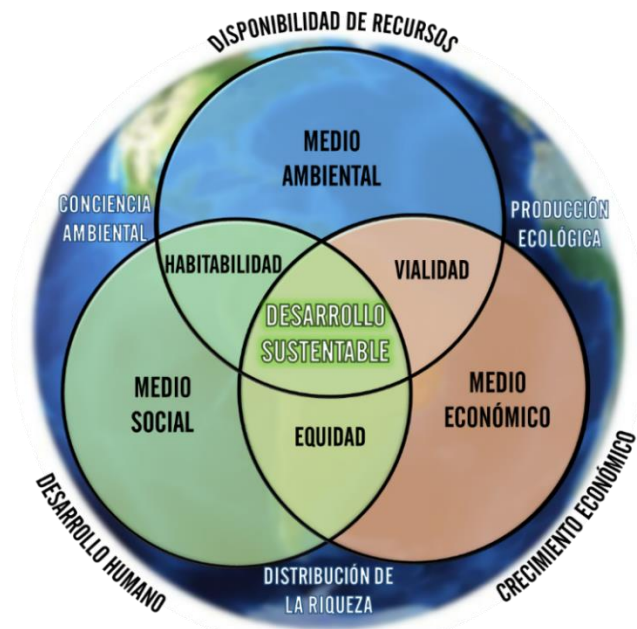 DISPONIBILIDAD DE RECURSOS
MEDIO
AMBIENTAL
CONCIENCIA
AMBIENTAL
PRODUCCIÓN
ECOLÓGICA
HABITABILIDAD
VIALIDAD
DESARROLLO
SUSTENTABLE
MEDIO
SOCIAL
MEDIO
ECONÓMICO
EQUIDAD
DESARROLLO HUMANO
CRECIMIENTO ECONÓMICO
DISTRIBUCIÓN DE
LA RIQUEZA